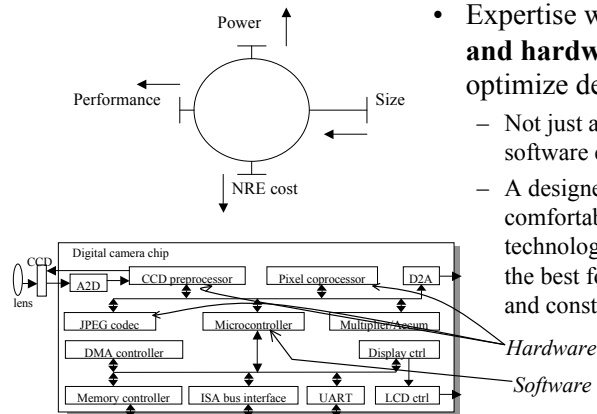 Power
Performance
Size
NRE cost
• Expertise w
and hardw
optimize de
– Not just a
software
– A designe
comfortab
technolog
the best fo
and const
Digital camera chip
CCD
lens
A2D
CCD preprocessor
Pixel coprocessor
D2A
JPEG codec
Microcontroller
Multiplier/Accum
DMA controller
Display ctrl
Memory controller
ISA bus interface
UART
LCD ctrl
Hardware
Software